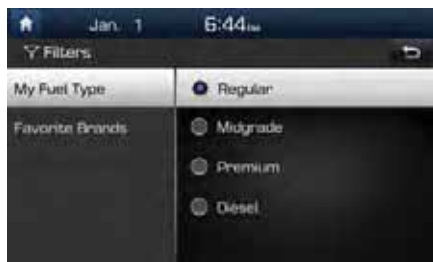 Jan. 1 6:44
Filters
My Fuel Type
Favorite Brands
Regular
Midgrade
Premium
Diesel